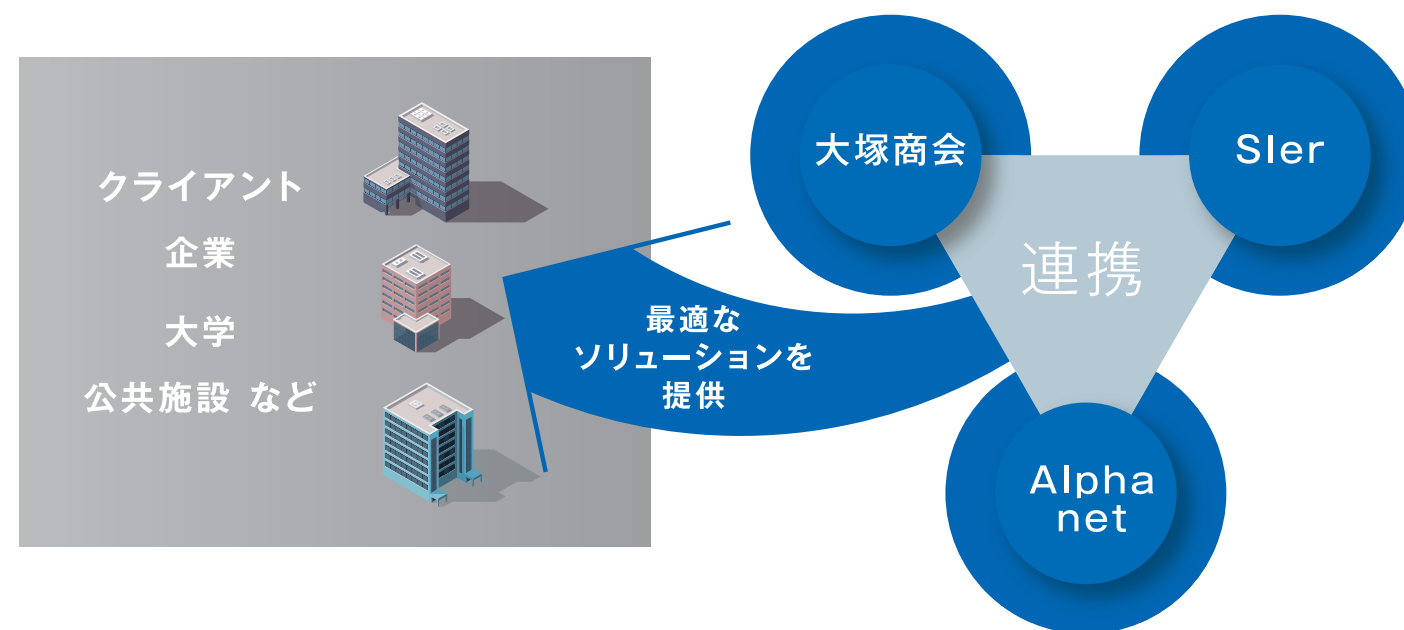 クライアント
企業
大学
公共施設 など
最適な
ソリューションを
提供
大塚商会
SIer
連携
Alpha
net